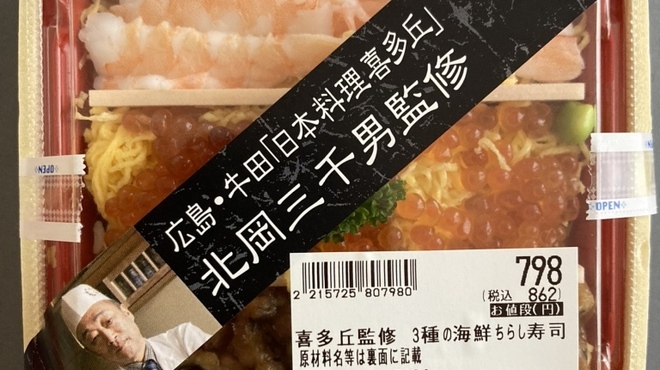 広島・牛田「日本料理 喜多丘」
北岡三千男監修
OPEN
OPEN
2 215725 807980
798
(税込 862)
お値段(円)
喜多丘監修 3種の海鮮ちらし寿司
原材料名等は裏面に記載